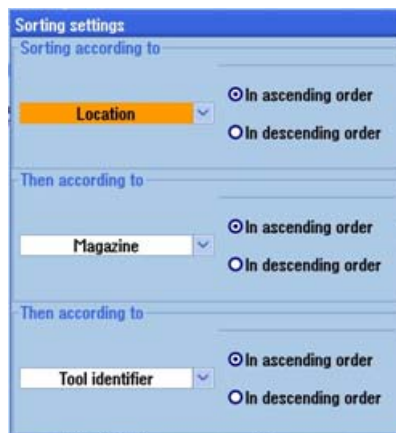 Sorting settings
Sorting according to
In ascending order
Location
In descending order
Then according to
In ascending order
Magazine
In descending order
Then according to
In ascending order
Tool identifier
In descending order